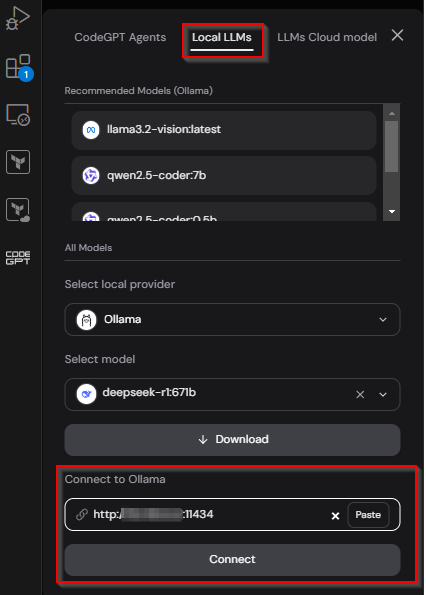 CodeGPT Agents Local LLMs LLMs Cloud model
Recommended Models (Ollama)
llama3.2-vision:latest
qwen2.5-coder:7b
qwen2.5-coder:0.5b
All Models
Select local provider
Ollama
Select model
deepseek-r1:671b
Download
Connect to Ollama
http:/ :11434 Paste
Connect
1
CODE
GPT